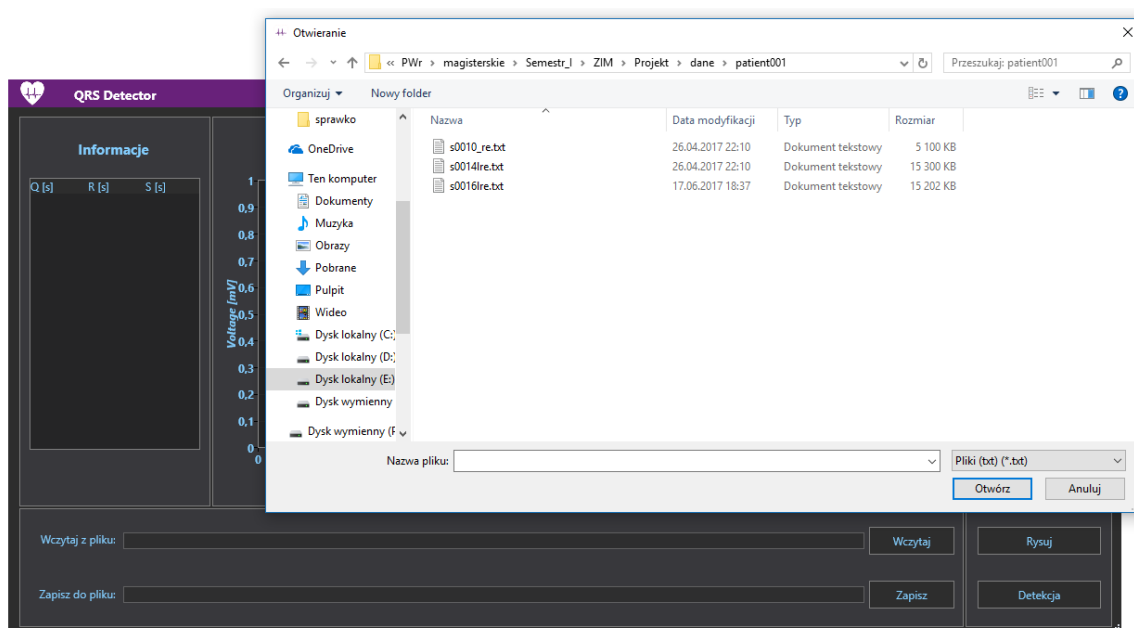 Otwieranie
« PWr > magisterskie > Semestr_I > ZIM > Projekt > dane > patient001
Przeszukaj: patient001
QRS Detector
Organizuj
Nowy folder
sprawko
OneDrive
Ten komputer
Dokumenty
Muzyka
Obrazy
Pobrane
Pulpit
Wideo
Dysk lokalny (C:)
Dysk lokalny (D:)
Dysk lokalny (E:)
Dysk wymienny
Dysk wymienny (F
Nazwa Data modyfikacji Typ Rozmiar
s0010_re.txt 26.04.2017 22:10 Dokument tekstowy 5 100 KB
s0014lre.txt 26.04.2017 22:10 Dokument tekstowy 15 300 KB
s0016lre.txt 17.06.2017 18:37 Dokument tekstowy 15 202 KB
Nazwa pliku:
Pliki (txt) (*.txt)
Otwórz Anuluj
Informacje
Q [s] R [s] S [s]
Voltage [mV]
1
0,9
0,8
0,7
0,6
0,5
0,4
0,3
0,2
0,1
0
0
Wczytaj z pliku: Wczytaj Rysuj
Zapisz do pliku: Zapisz Detekcja